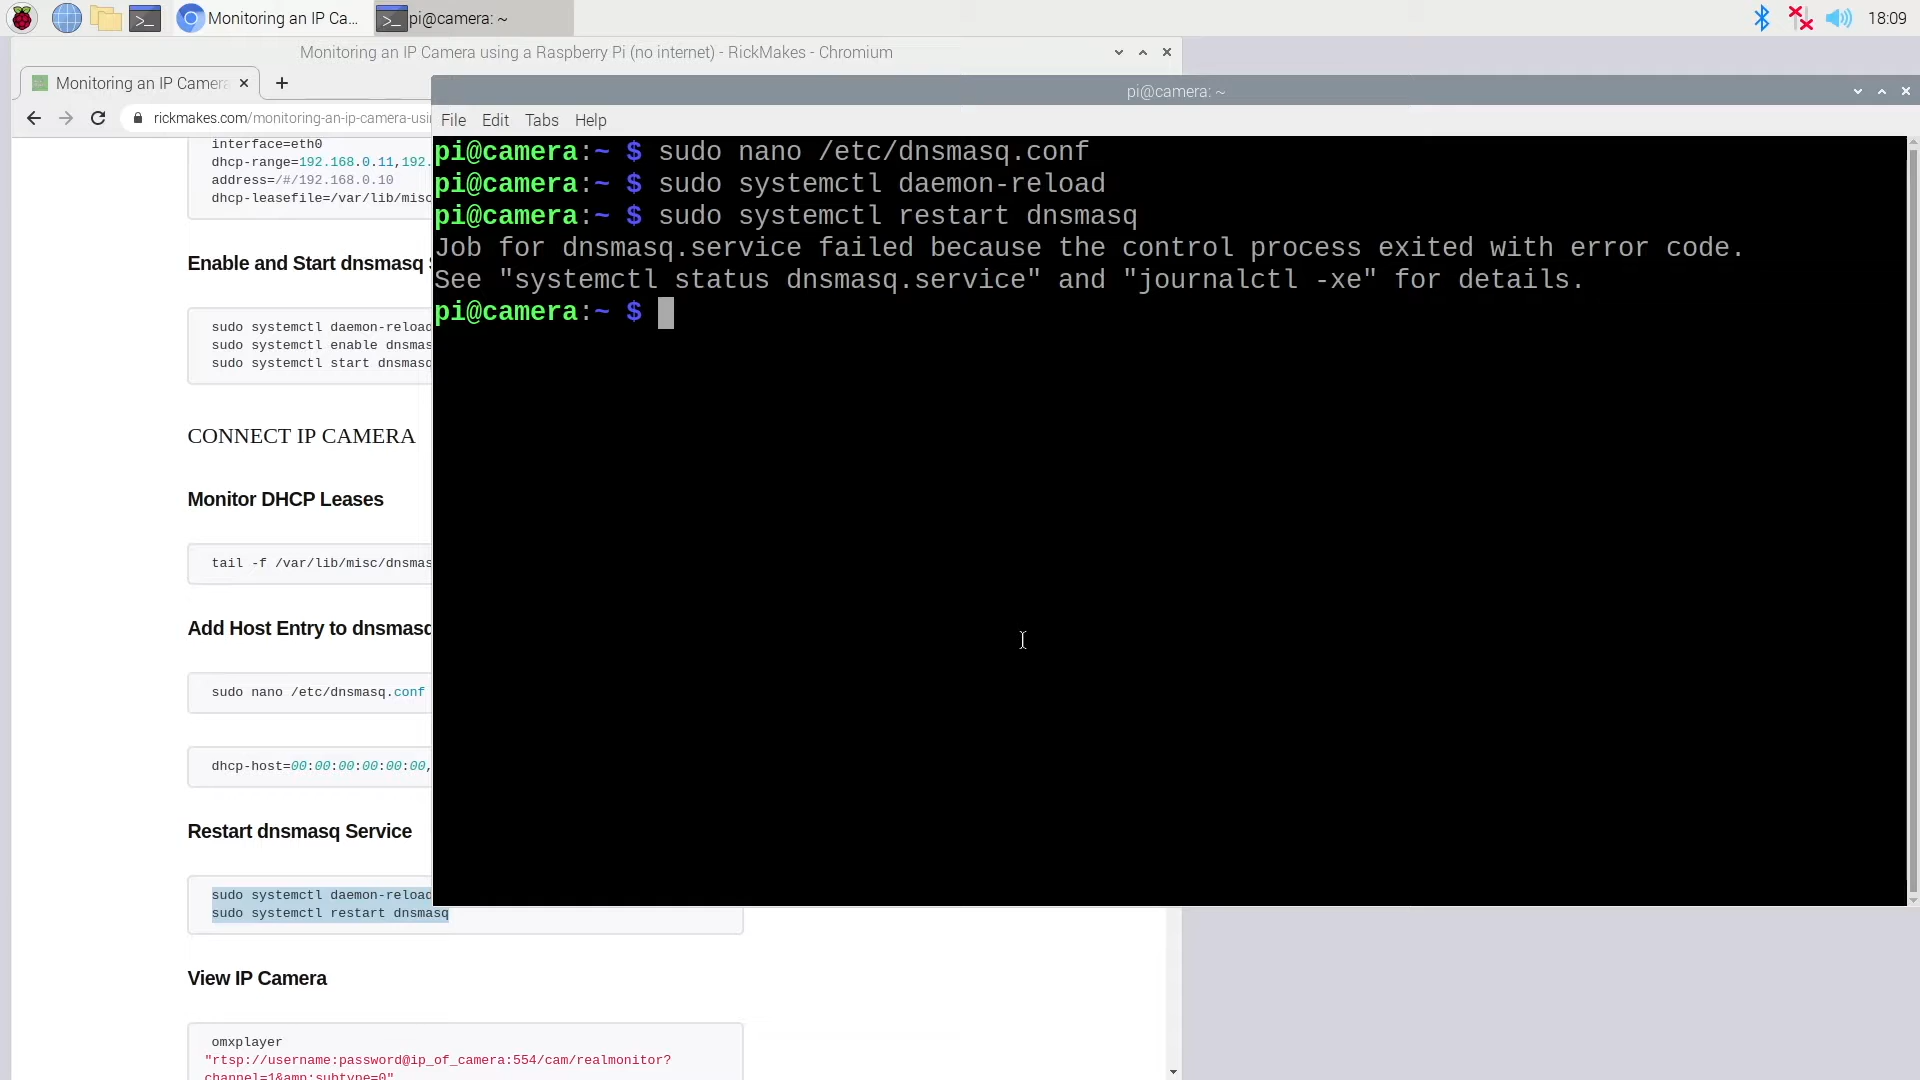 Monitoring an IP Ca...
pi@camera: ~
18:09
Monitoring an IP Camera using a Raspberry Pi (no internet) - RickMakes - Chromium
Monitoring an IP Camera
rickmakes.com/monitoring-an-ip-camera-usi
interface=eth0
dhcp-range=192.168.0.11,192.
address=/#/192.168.0.10
dhcp-leasefile=/var/lib/misc
Enable and Start dnsmasq
sudo systemctl daemon-reload
sudo systemctl enable dnsmas
sudo systemctl start dnsmasq
CONNECT IP CAMERA
Monitor DHCP Leases
tail -f /var/lib/misc/dnsmas
Add Host Entry to dnsmasq
sudo nano /etc/dnsmasq.conf
dhcp-host=00:00:00:00:00:00,
Restart dnsmasq Service
sudo systemctl daemon-reload
sudo systemctl restart dnsmasq
View IP Camera
omxplayer
"rtsp://username:password@ip_of_camera:554/cam/realmonitor?
channel=1&amp;subtype=0"
pi@camera: ~
File Edit Tabs Help
pi@camera:~ $ sudo nano /etc/dnsmasq.conf
pi@camera:~ $ sudo systemctl daemon-reload
pi@camera:~ $ sudo systemctl restart dnsmasq
Job for dnsmasq.service failed because the control process exited with error code.
See "systemctl status dnsmasq.service" and "journalctl -xe" for details.
pi@camera:~ $